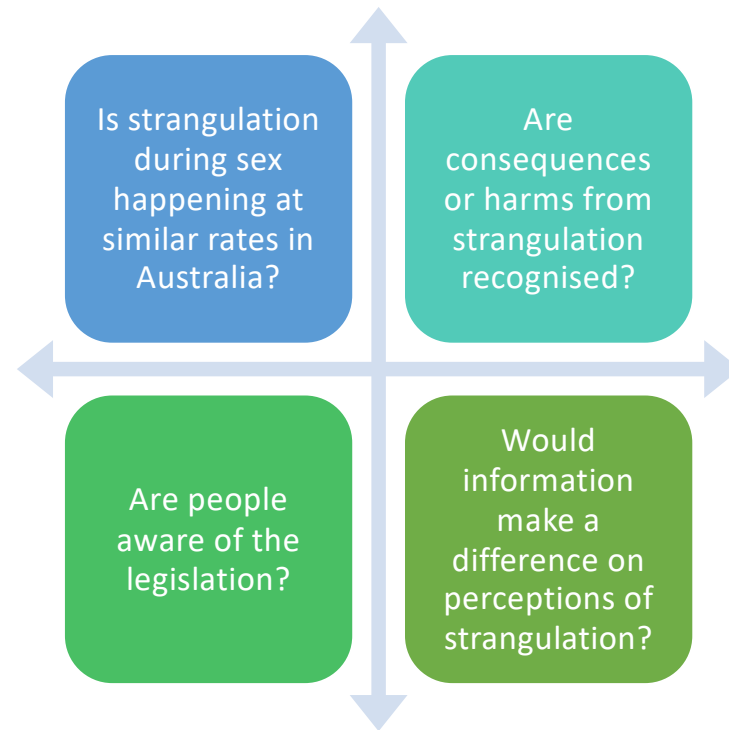 Is strangulation
during sex
happening at
similar rates in
Australia?
Are
consequences
or harms from
strangulation
recognised?
Are people
aware of the
legislation?
Would
information
make a
difference on
perceptions of
strangulation?